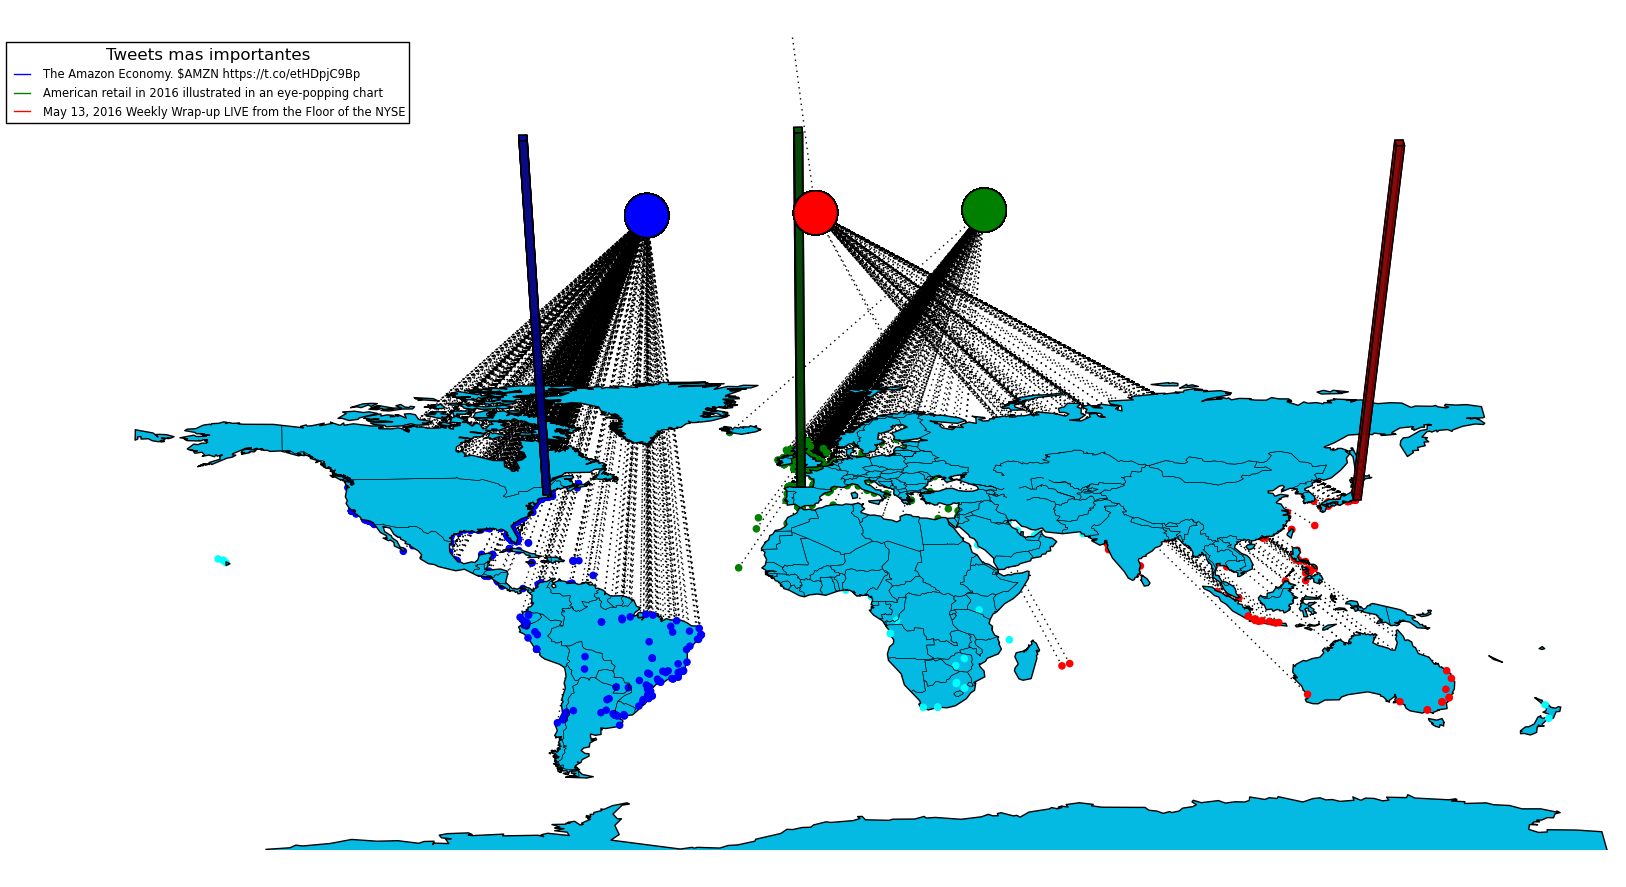 Tweets mas importantes
The Amazon Economy. $AMZN https://t.co/etHDpjC9Bp
American retail in 2016 illustrated in an eye-popping chart
May 13, 2016 Weekly Wrap-up LIVE from the Floor of the NYSE